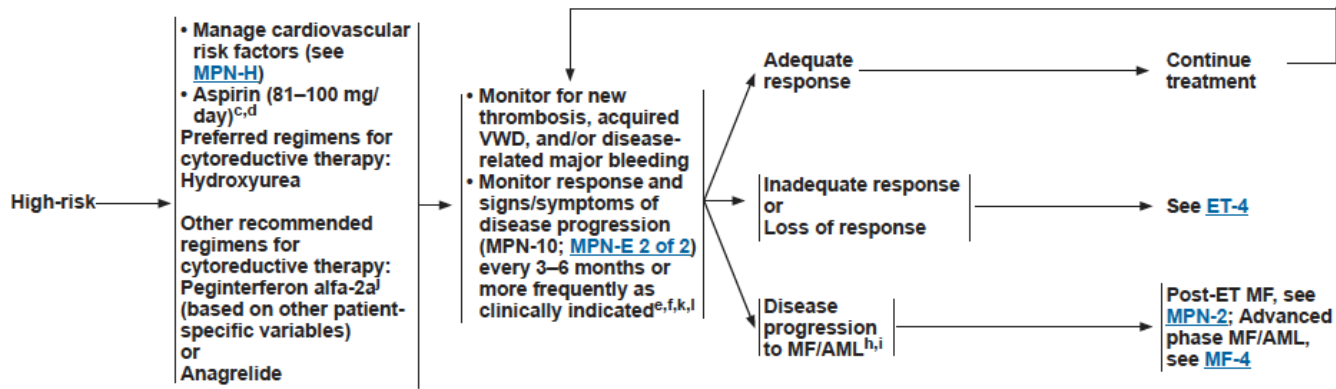 High-risk
• Manage cardiovascular
risk factors (see
MPN-H)
• Aspirin (81–100 mg/
day)c,d
Preferred regimens for
cytoreductive therapy:
Hydroxyurea
Other recommended
regimens for
cytoreductive therapy:
Peginterferon alfa-2aj
(based on other patient-
specific variables)
or
Anagrelide
• Monitor for new
thrombosis, acquired
VWD, and/or disease-
related major bleeding
• Monitor response and
signs/symptoms of
disease progression
(MPN-10; MPN-E 2 of 2)
every 3–6 months or
more frequently as
clinically indicatede,f,k,l
Adequate
response
Continue
treatment
Inadequate response
or
Loss of response
See ET-4
Disease
progression
to MF/AMLh,i
Post-ET MF, see
MPN-2; Advanced
phase MF/AML,
see MF-4